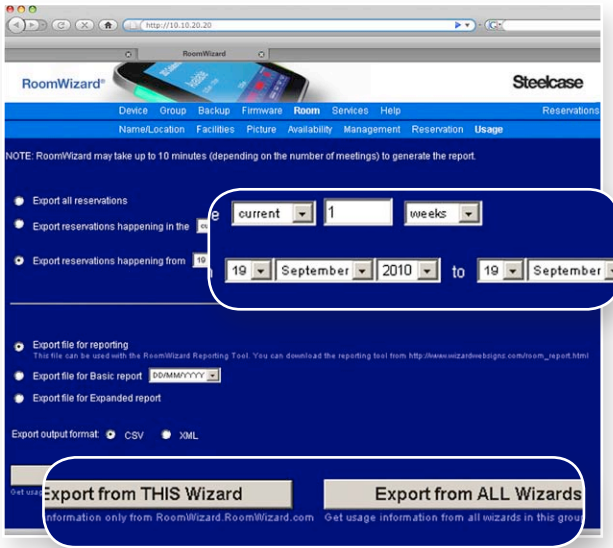 http://10.10.20.20
RoomWizard
RoomWizard® Steelcase
Device Group Backup Firmware Room Services Help Reservations
Name/Location Facilities Picture Availability Management Reservation Usage
NOTE: RoomWizard may take up to 10 minutes (depending on the number of meetings) to generate the report.
Export all reservations
Export reservations happening in the
current 1 weeks
Export reservations happening from 19
19 September 2010 to 19 September
Export file for reporting
This file can be used with the RoomWizard Reporting Tool. You can download the reporting tool from http://www.wizardwebsigns.com/room_report.html
Export file for Basic report DD/MM/YYYY
Export file for Expanded report
Export output format: CSV XML
Export from THIS Wizard Export from ALL Wizards
Get usag
nformation only from RoomWizard.RoomWizard.com Get usage information from all wizards in this grou